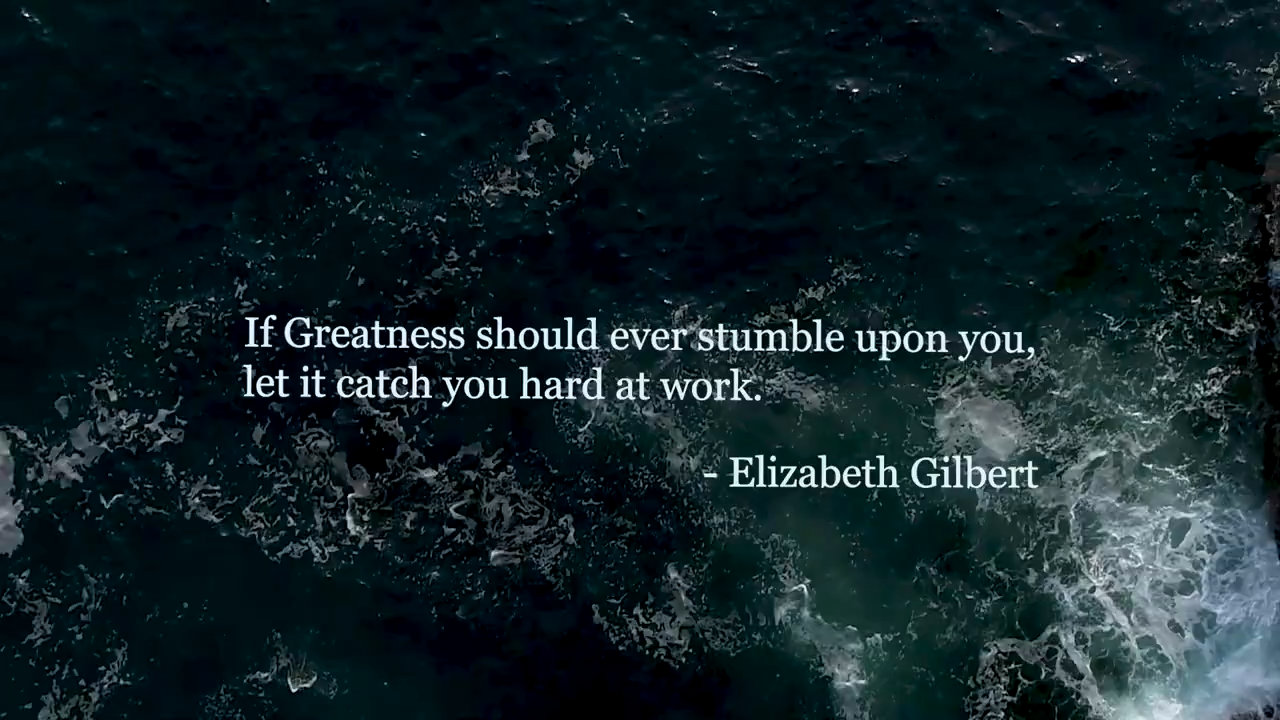 If Greatness should ever stumble upon you,
let it catch you hard at work.
- Elizabeth Gilbert